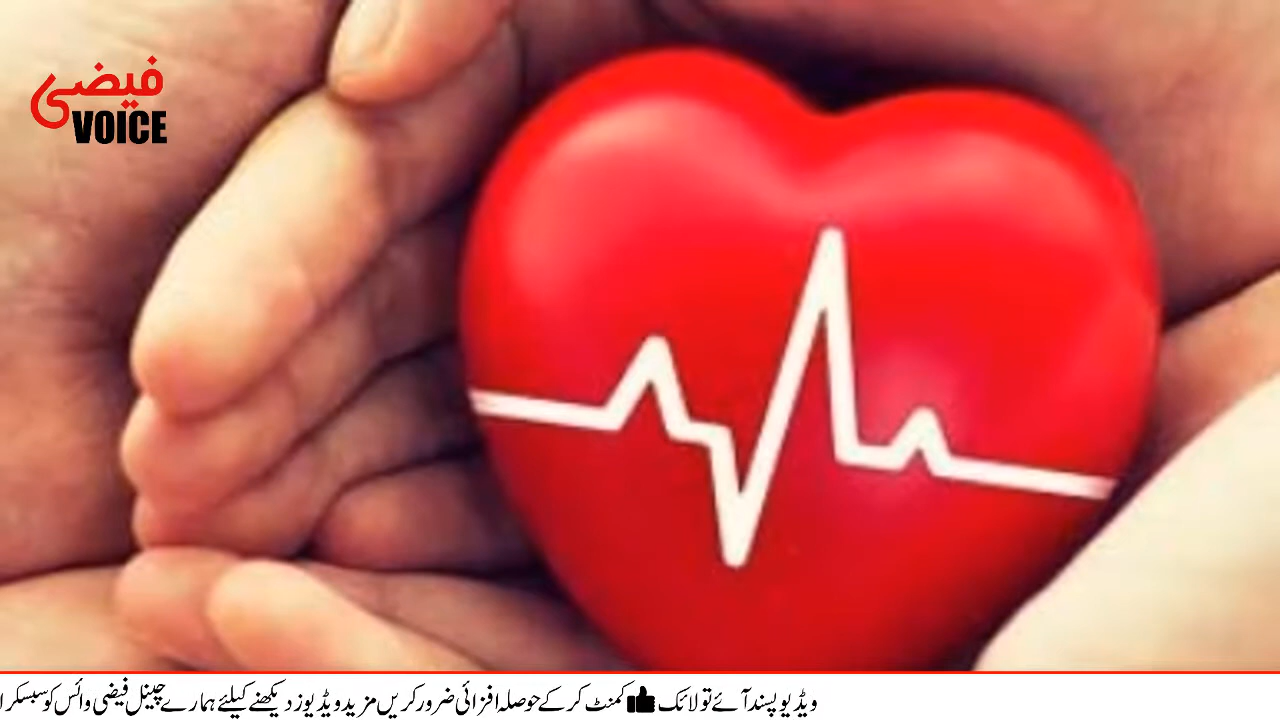 فیضی
VOICE
ویڈیو پسند آئے تو لائک 👍 کمنٹ کر کے حوصلہ افزائی ضرور کریں مزید ویڈیوز دیکھنے کیلئے ہمارے چینل فیضی وائس کو سبسکرا